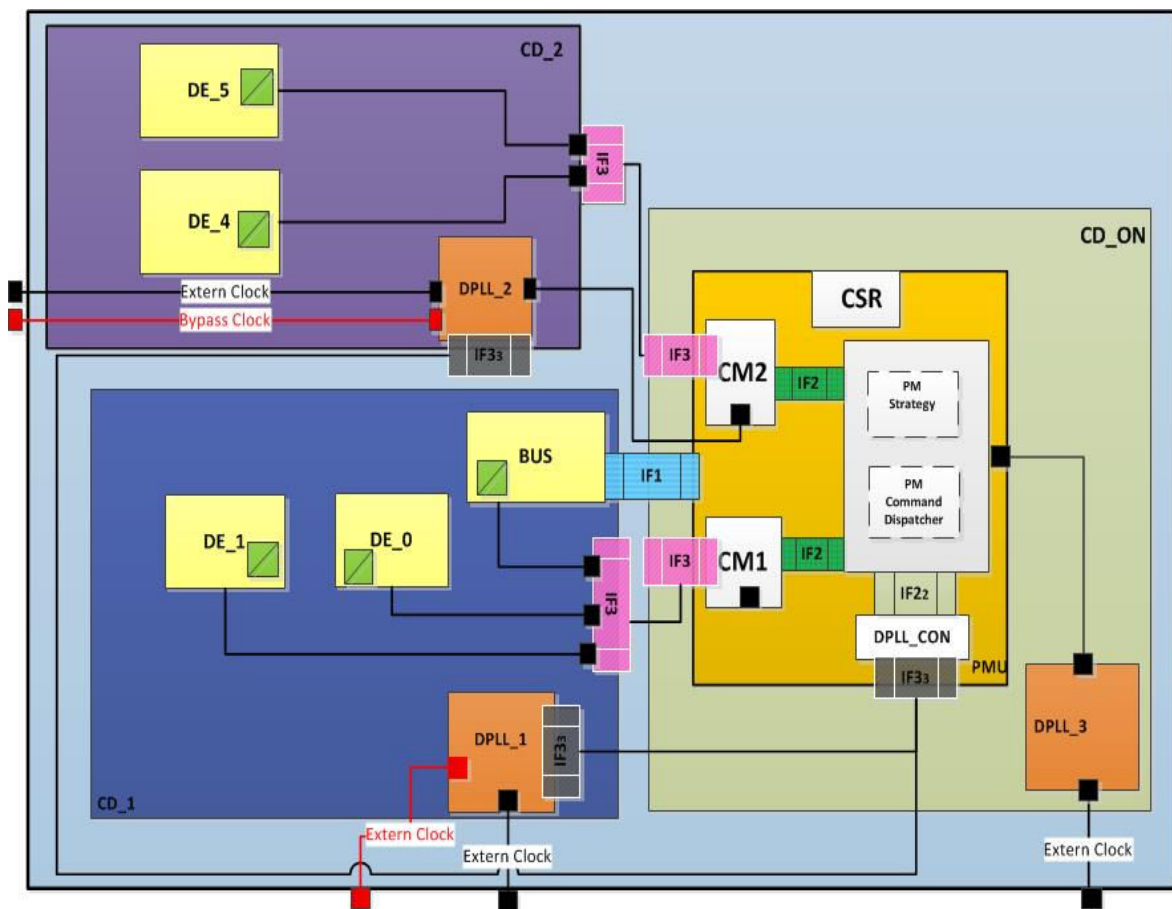 CD_2
DE_5
IF3
DE_4
CD_ON
DPLL_2
Extern Clock
Bypass Clock
IF33
CSR
IF3
CM2
IF2
PM
Strategy
BUS
IF1
PM
Command
Dispatcher
DE_1
DE_0
IF3
IF3
CM1
IF2
IF22
DPLL_CON
PMU
IF33
DPLL_1
IF33
DPLL_3
CD_1
Extern Clock
Extern Clock
Extern Clock